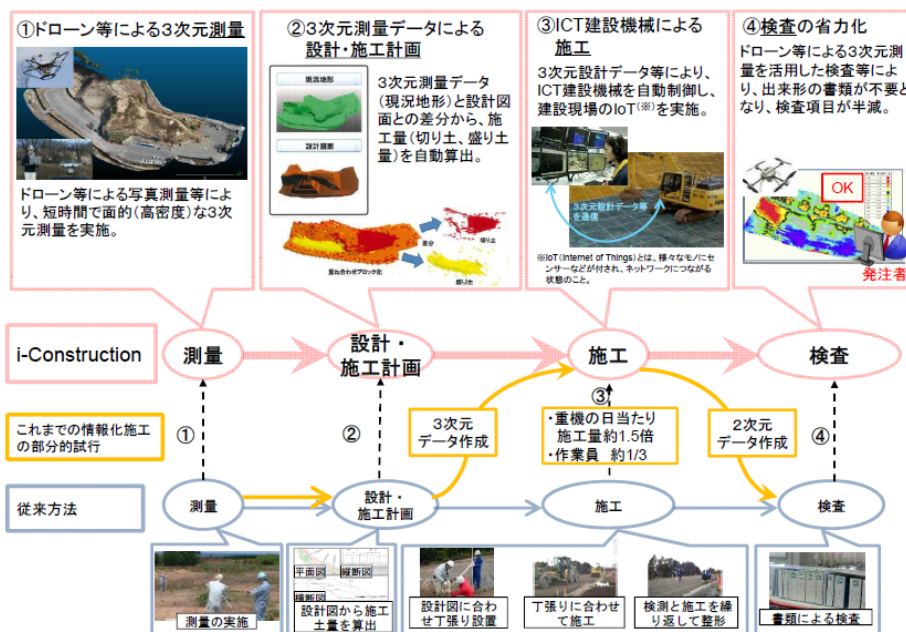 ①ドローン等による3次元測量
ドローン等による写真測量等によ
り、短時間で面的(高密度)な3次
元測量を実施。
②3次元測量データによる
設計・施工計画
現況地形
設計図面
3次元測量データ
(現況地形)と設計図
面との差分から、施
工量(切り土、盛り土
量)を自動算出。
重ね合わせブロック化
差分
切り土
盛り土
③ICT建設機械による
施工
3次元設計データ等により、
ICT建設機械を自動制御し、
建設現場のIoT(※)を実施。
3次元設計データ等
を通信
※IoT(Internet of Things)とは、様々なモノにセ
ンサーなどが付され、ネットワークにつながる
状態のこと。
④検査の省力化
ドローン等による3次元測
量を活用した検査等によ
り、出来形の書類が不要と
なり、検査項目が半減。
OK
発注者
i-Construction
測量
設計・
施工計画
施工
検査
これまでの情報化施工
の部分的試行
①
②
3次元
データ作成
③
・重機の日当たり
施工量約1.5倍
・作業員 約1/3
2次元
データ作成
④
従来方法
測量
設計・
施工計画
施工
検査
測量の実施
平面図
縦断図
横断図
設計図から施工
土量を算出
設計図に合わ
せ丁張り設置
丁張りに合わせ
て施工
検測と施工を繰
り返して整形
書類による検査